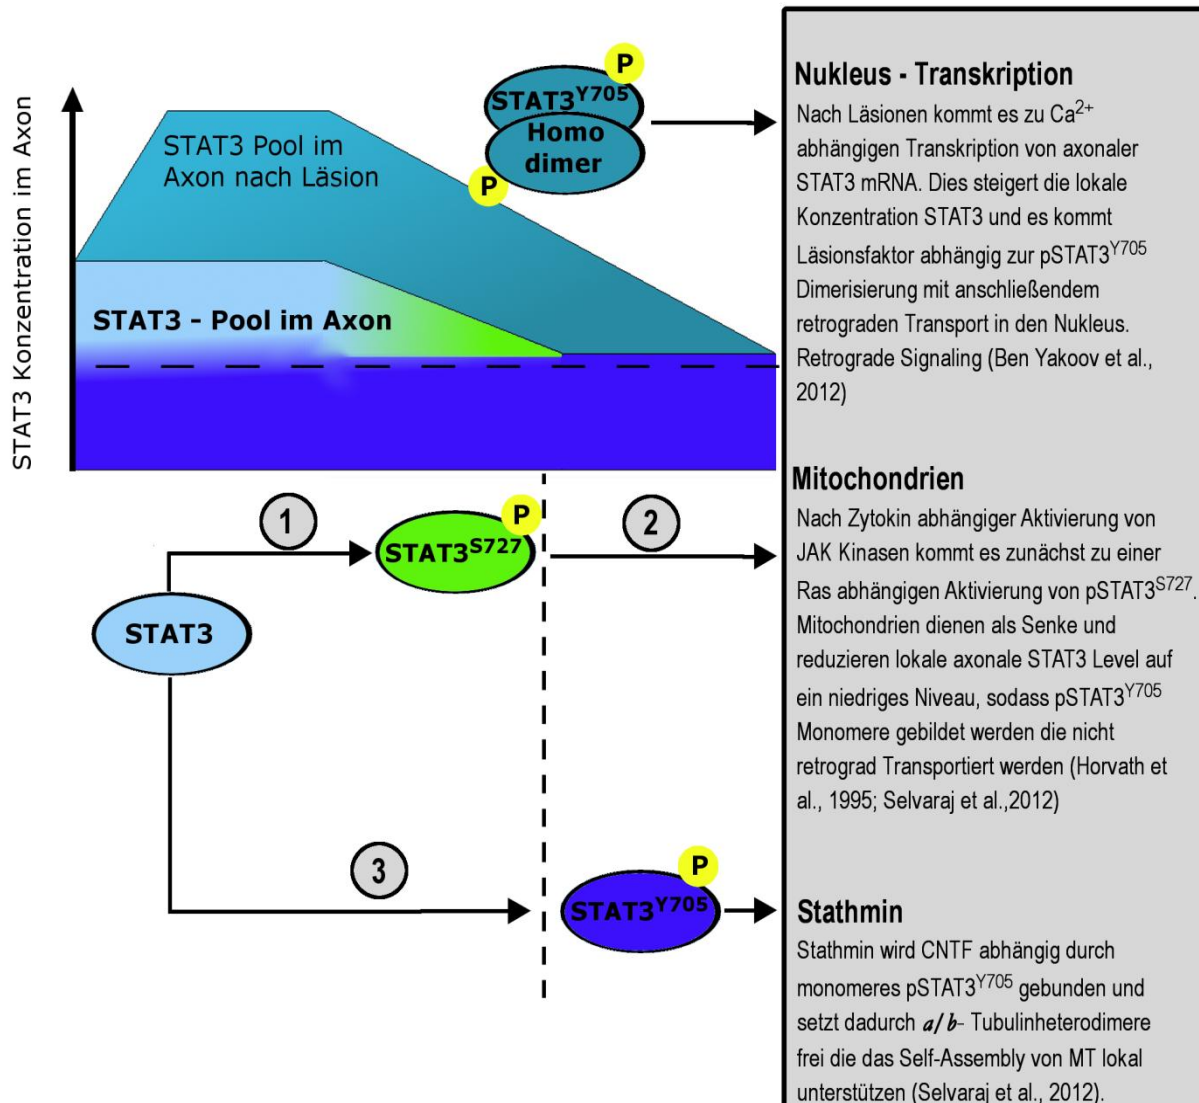 STAT3 Konzentration im Axon
STAT3 Pool im
Axon nach Läsion
STAT3 - Pool im Axon
P
STAT3Y705
Homo
dimer
P
1
P
STAT3S727
2
STAT3
3
P
STAT3Y705
Nukleus - Transkription
Nach Läsionen kommt es zu Ca2+
abhängigen Transkription von axonaler
STAT3 mRNA. Dies steigert die lokale
Konzentration STAT3 und es kommt
Läsionsfaktor abhängig zur pSTAT3Y705
Dimerisierung mit anschließendem
retrograden Transport in den Nukleus.
Retrograde Signaling (Ben Yakoov et al.,
2012)
Mitochondrien
Nach Zytokin abhängiger Aktivierung von
JAK Kinasen kommt es zunächst zu einer
Ras abhängigen Aktivierung von pSTAT3S727.
Mitochondrien dienen als Senke und
reduzieren lokale axonale STAT3 Level auf
ein niedriges Niveau, sodass pSTAT3Y705
Monomere gebildet werden die nicht
retrograd Transportiert werden (Horvath et
al., 1995; Selvaraj et al.,2012)
Stathmin
Stathmin wird CNTF abhängig durch
monomeres pSTAT3Y705 gebunden und
setzt dadurch a/b- Tubulinheterodimere
frei die das Self-Assembly von MT lokal
unterstützen (Selvaraj et al., 2012).